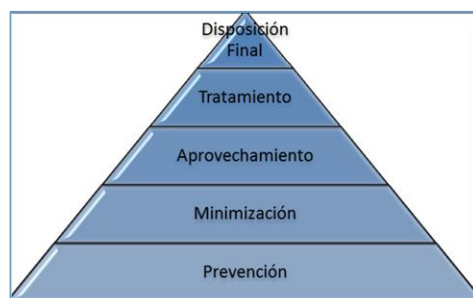 Disposición
Final
Tratamiento
Aprovechamiento
Minimización
Prevención